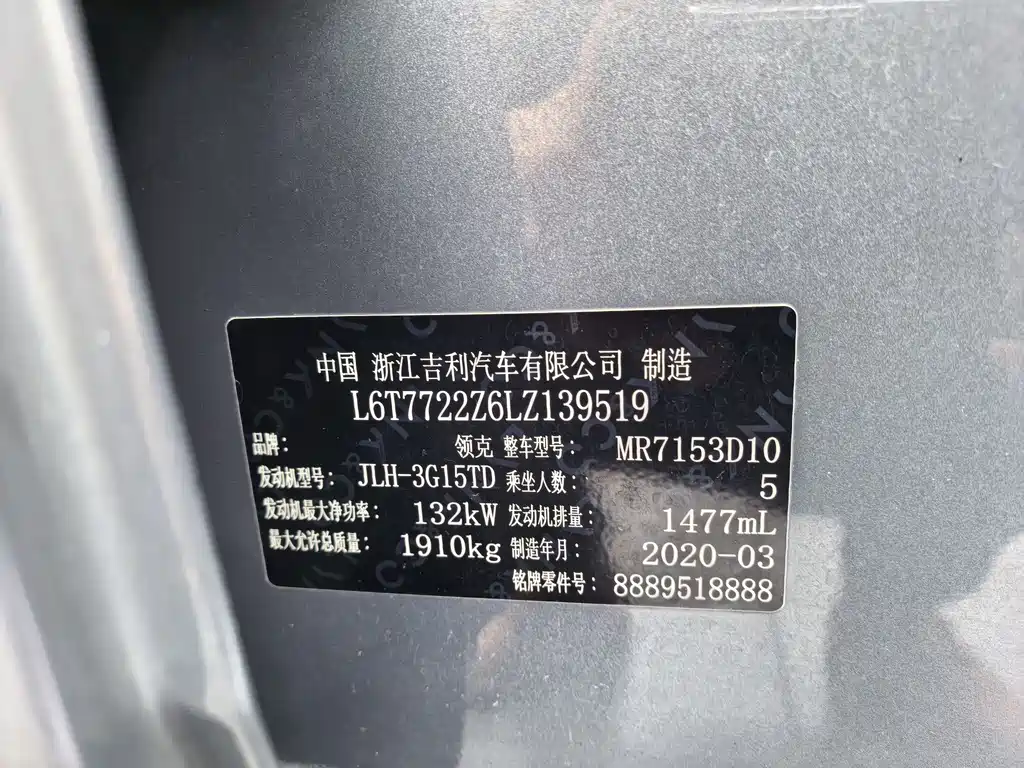 中国 浙江吉利汽车有限公司 制造
L6T7722Z6LZ139519
品牌： 领克 整车型号： MR7153D10
发动机型号： JLH-3G15TD 乘坐人数： 5
发动机最大净功率： 132kW 发动机排量： 1477mL
最大允许总质量： 1910kg 制造年月： 2020-03
铭牌零件号： 8889518888